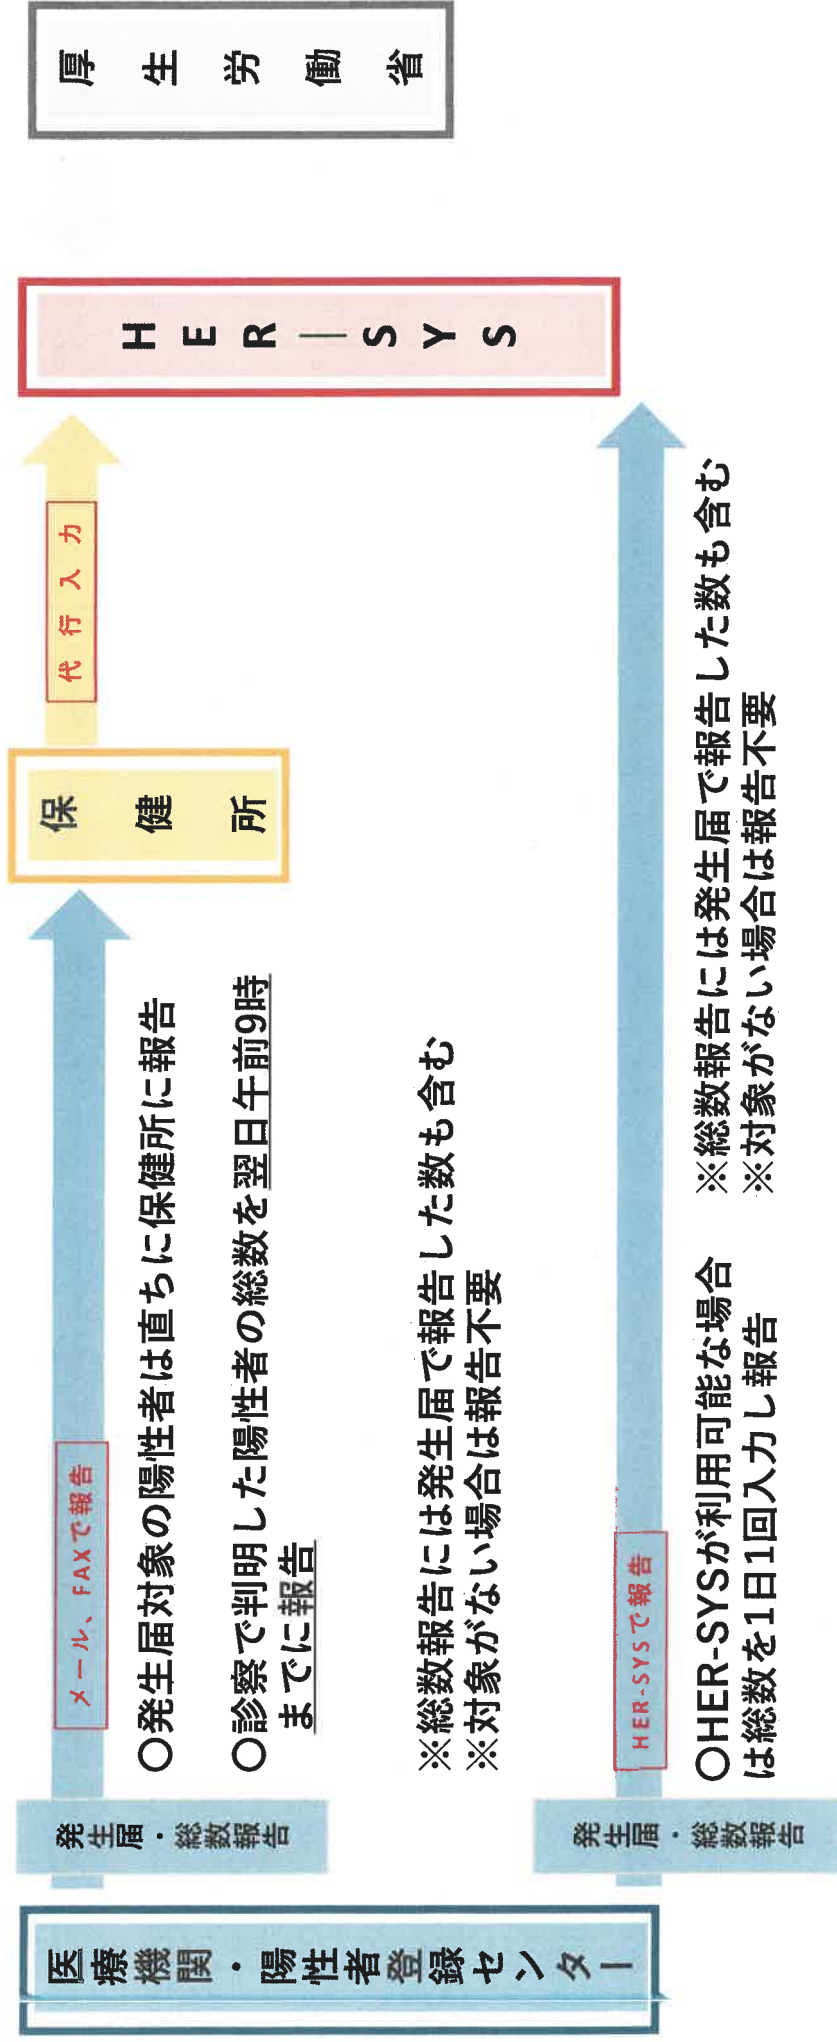 医療機関・陽性者登録センター
発生届・総数報告
メール、FAXで報告
〇発生届対象の陽性者は直ちに保健所に報告
〇診察で判明した陽性者の総数を翌日午前9時
までに報告
※総数報告には発生届で報告した数も含む
※対象がない場合は報告不要
保健所
代行入力
発生届・総数報告
HER-SYSで報告
〇HER-SYSが利用可能な場合
は総数を1日1回入力し報告
※総数報告には発生届で報告した数も含む
※対象がない場合は報告不要
HER-SYS
厚生労働省